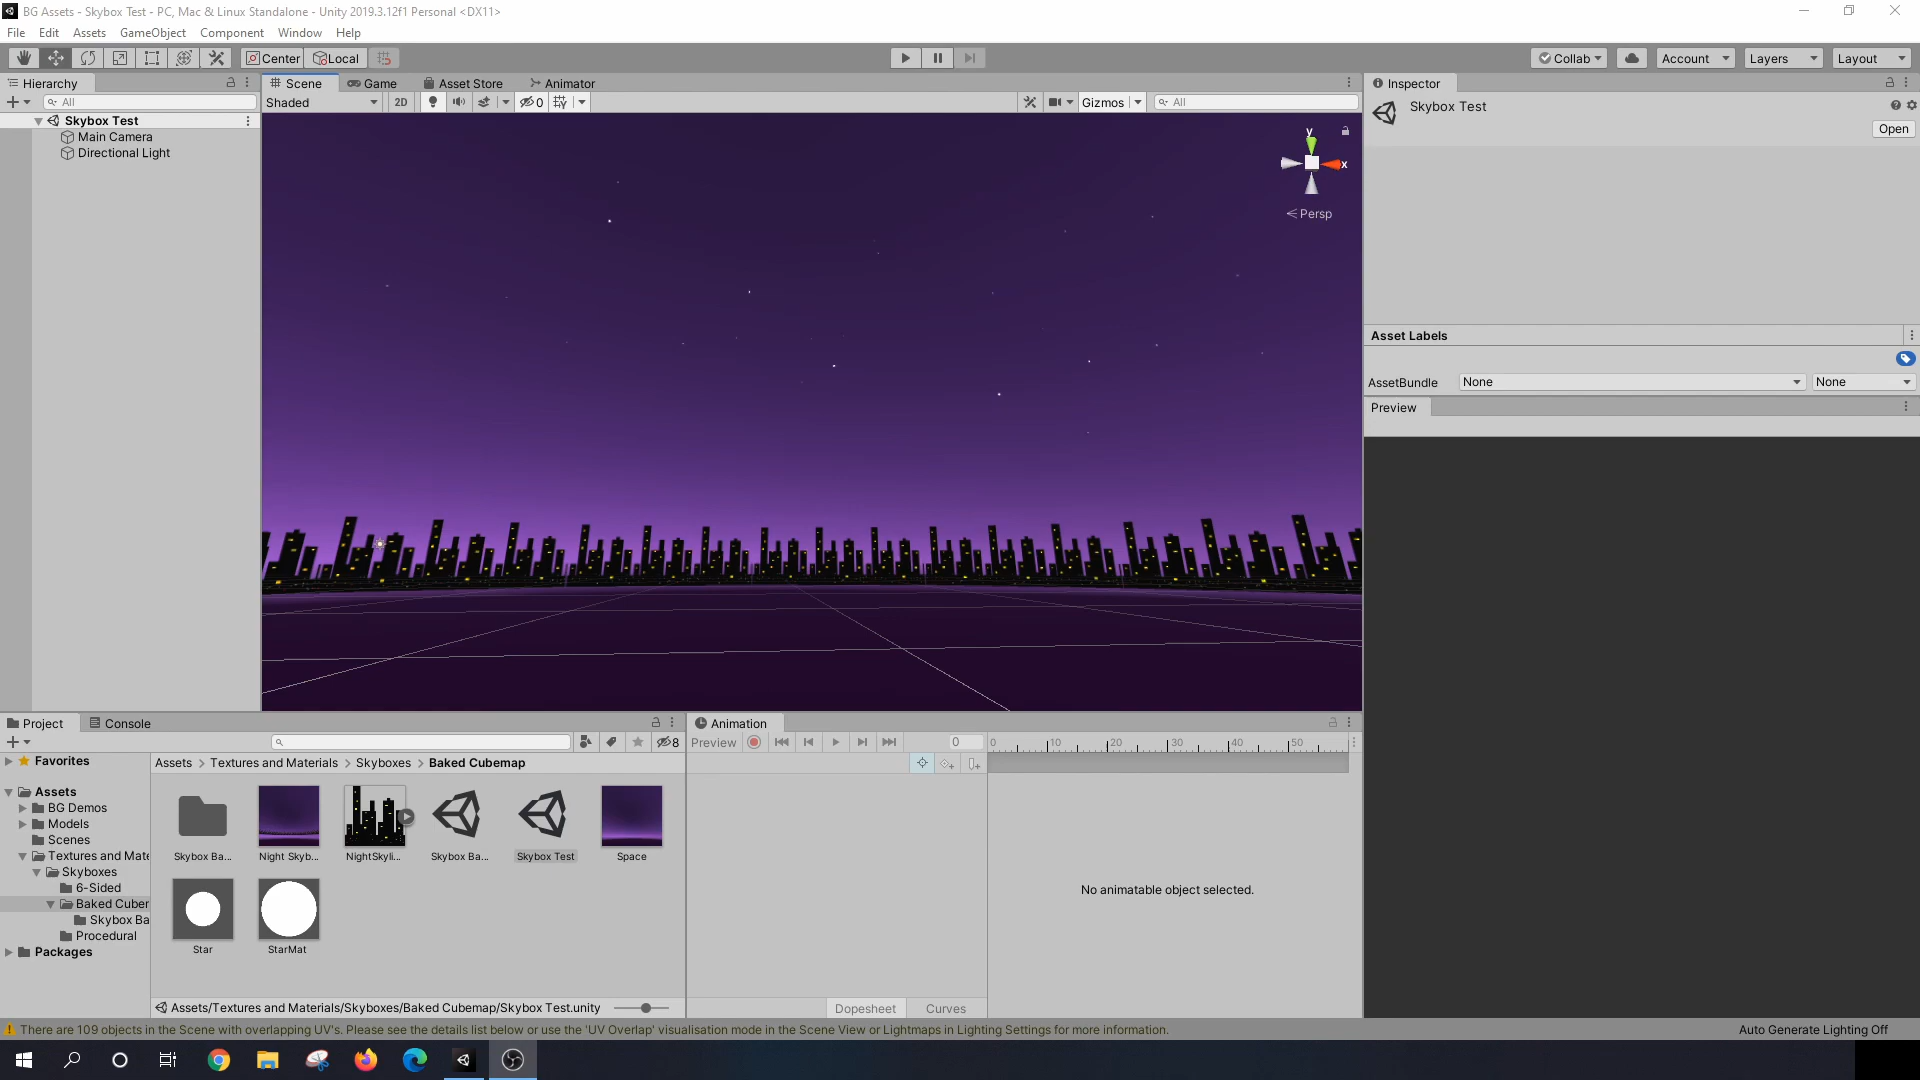 BG Assets - Skybox Test - PC, Mac & Linux Standalone - Unity 2019.3.12f1 Personal <DX11>
File Edit Assets GameObject Component Window Help
Center Local Collab Account Layers Layout
Hierarchy
All
Skybox Test
Main Camera
Directional Light
Scene Game Asset Store Animator
Shaded 2D 0 Gizmos All
y
x
Persp
Inspector
Skybox Test
Open
Asset Labels
AssetBundle None None
Preview
Project Console
8
Favorites
Assets
BG Demos
Models
Scenes
Textures and Mate
Skyboxes
6-Sided
Baked Cuber
Skybox Ba
Procedural
Packages
Assets > Textures and Materials > Skyboxes > Baked Cubemap
Skybox Ba... Night Skyb... NightSkyli... Skybox Ba... Skybox Test Space
Star StarMat
Assets/Textures and Materials/Skyboxes/Baked Cubemap/Skybox Test.unity
Animation
Preview 0 0 10 20 30 40 50
No animatable object selected.
Dopesheet Curves
There are 109 objects in the Scene with overlapping UV's. Please see the details list below or use the 'UV Overlap' visualisation mode in the Scene View or Lightmaps in Lighting Settings for more information.
Auto Generate Lighting Off